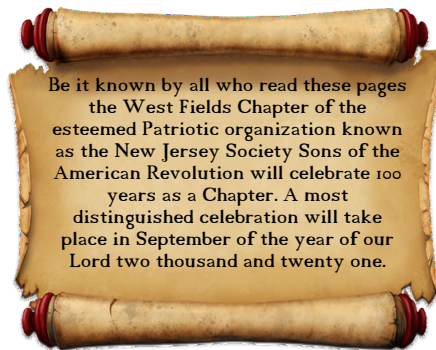 Be it known by all who read these pages
the West Fields Chapter of the
esteemed Patriotic organization known
as the New Jersey Society Sons of the
American Revolution will celebrate 100
years as a Chapter. A most
distinguished celebration will take
place in September of the year of our
Lord two thousand and twenty one.